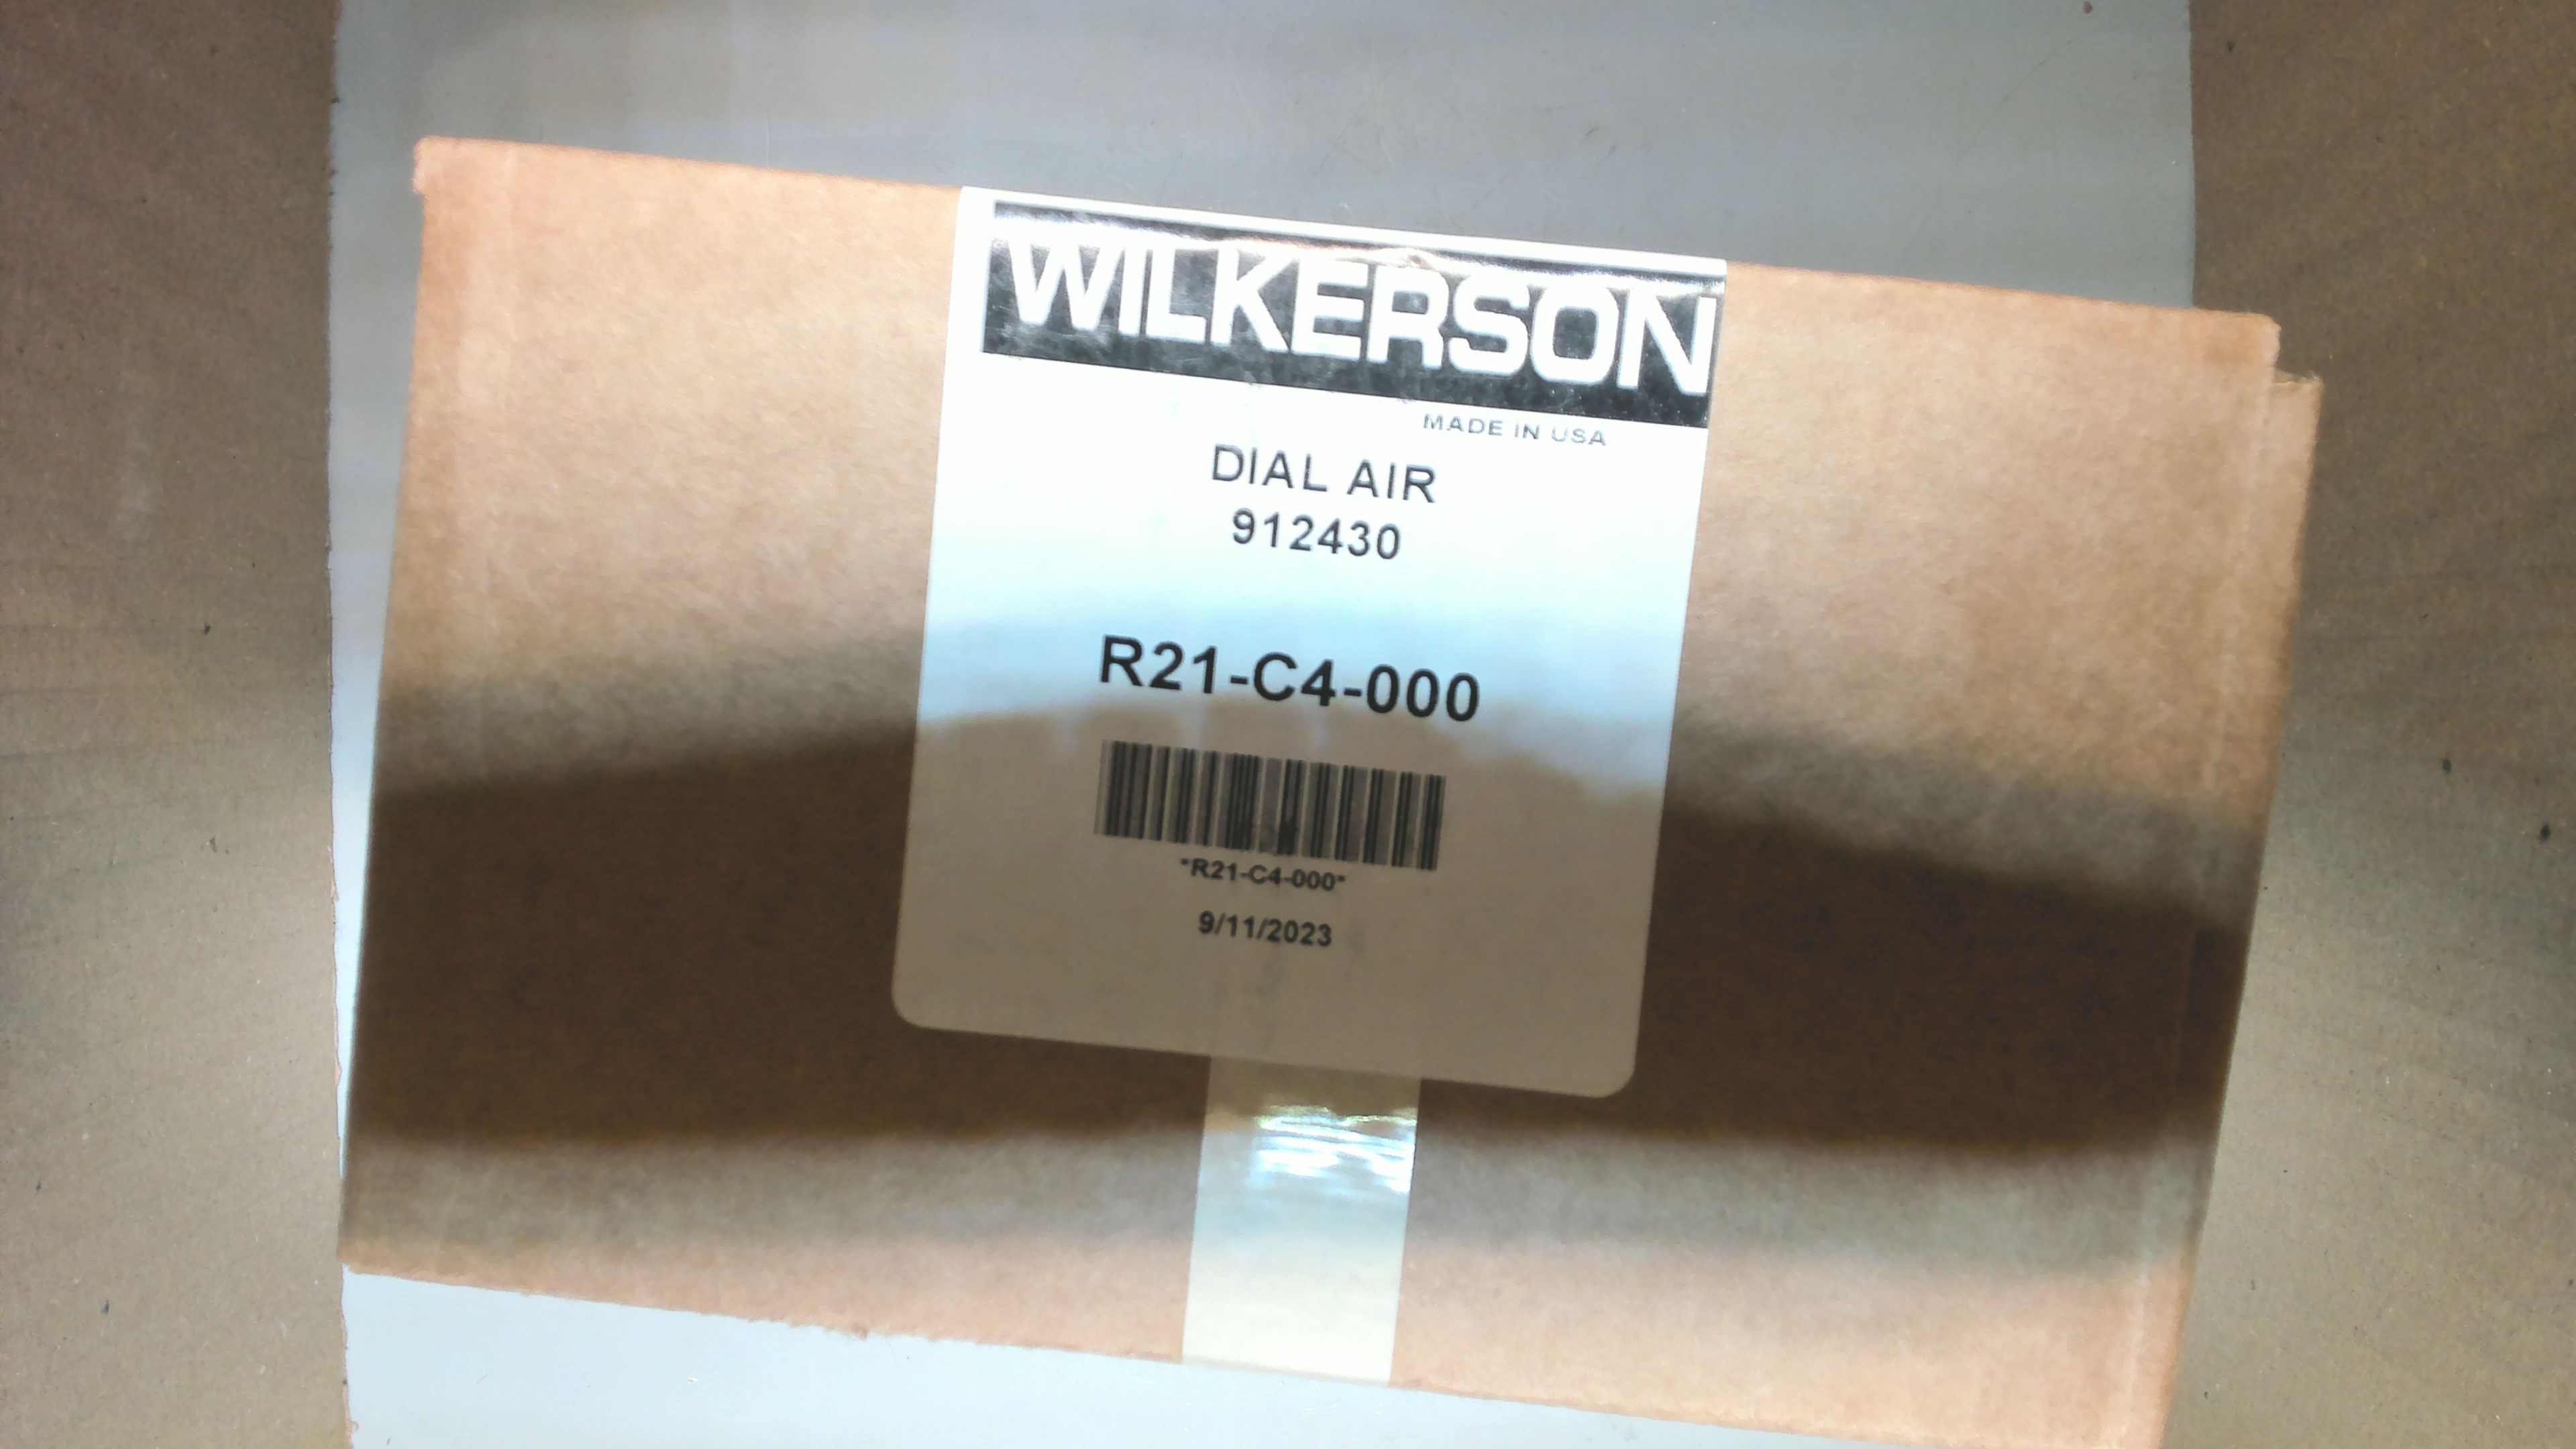 WILKERSON
MADE IN USA
DIAL AIR
912430
R21-C4-000
*R21-C4-000*
9/11/2023